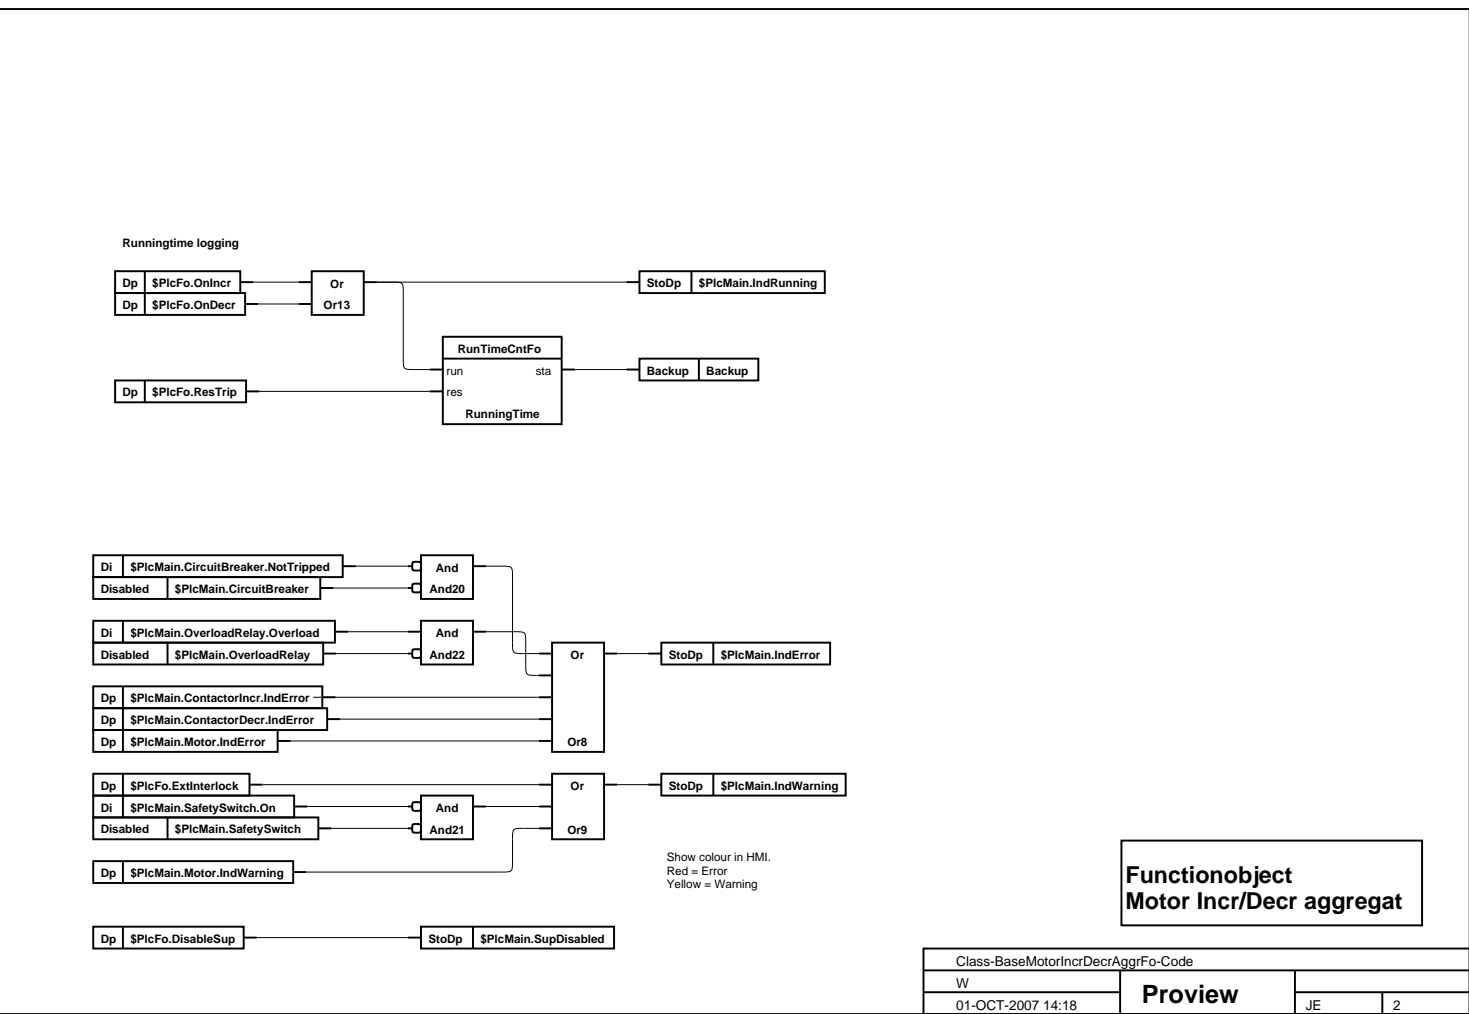 Runningtime logging
Dp $PlcFo.OnIncr Or StoDp $PlcMain.IndRunning
Dp $PlcFo.OnDecr Or13
RunTimeCntFo
run sta Backup Backup
Dp $PlcFo.ResTrip res
RunningTime
Di $PlcMain.CircuitBreaker.NotTripped And
Disabled $PlcMain.CircuitBreaker And20
Di $PlcMain.OverloadRelay.Overload And
Disabled $PlcMain.OverloadRelay And22 Or StoDp $PlcMain.IndError
Dp $PlcMain.ContactorIncr.IndError
Dp $PlcMain.ContactorDecr.IndError
Dp $PlcMain.Motor.IndError Or8
Dp $PlcFo.ExtInterlock Or StoDp $PlcMain.IndWarning
Di $PlcMain.SafetySwitch.On And
Disabled $PlcMain.SafetySwitch And21 Or9
Show colour in HMI.
Red = Error
Yellow = Warning
Dp $PlcMain.Motor.IndWarning
Functionobject
Motor Incr/Decr aggregat
Dp $PlcFo.DisableSup StoDp $PlcMain.SupDisabled
Class-BaseMotorIncrDecrAggrFo-Code
W
Proview
01-OCT-2007 14:18 JE 2